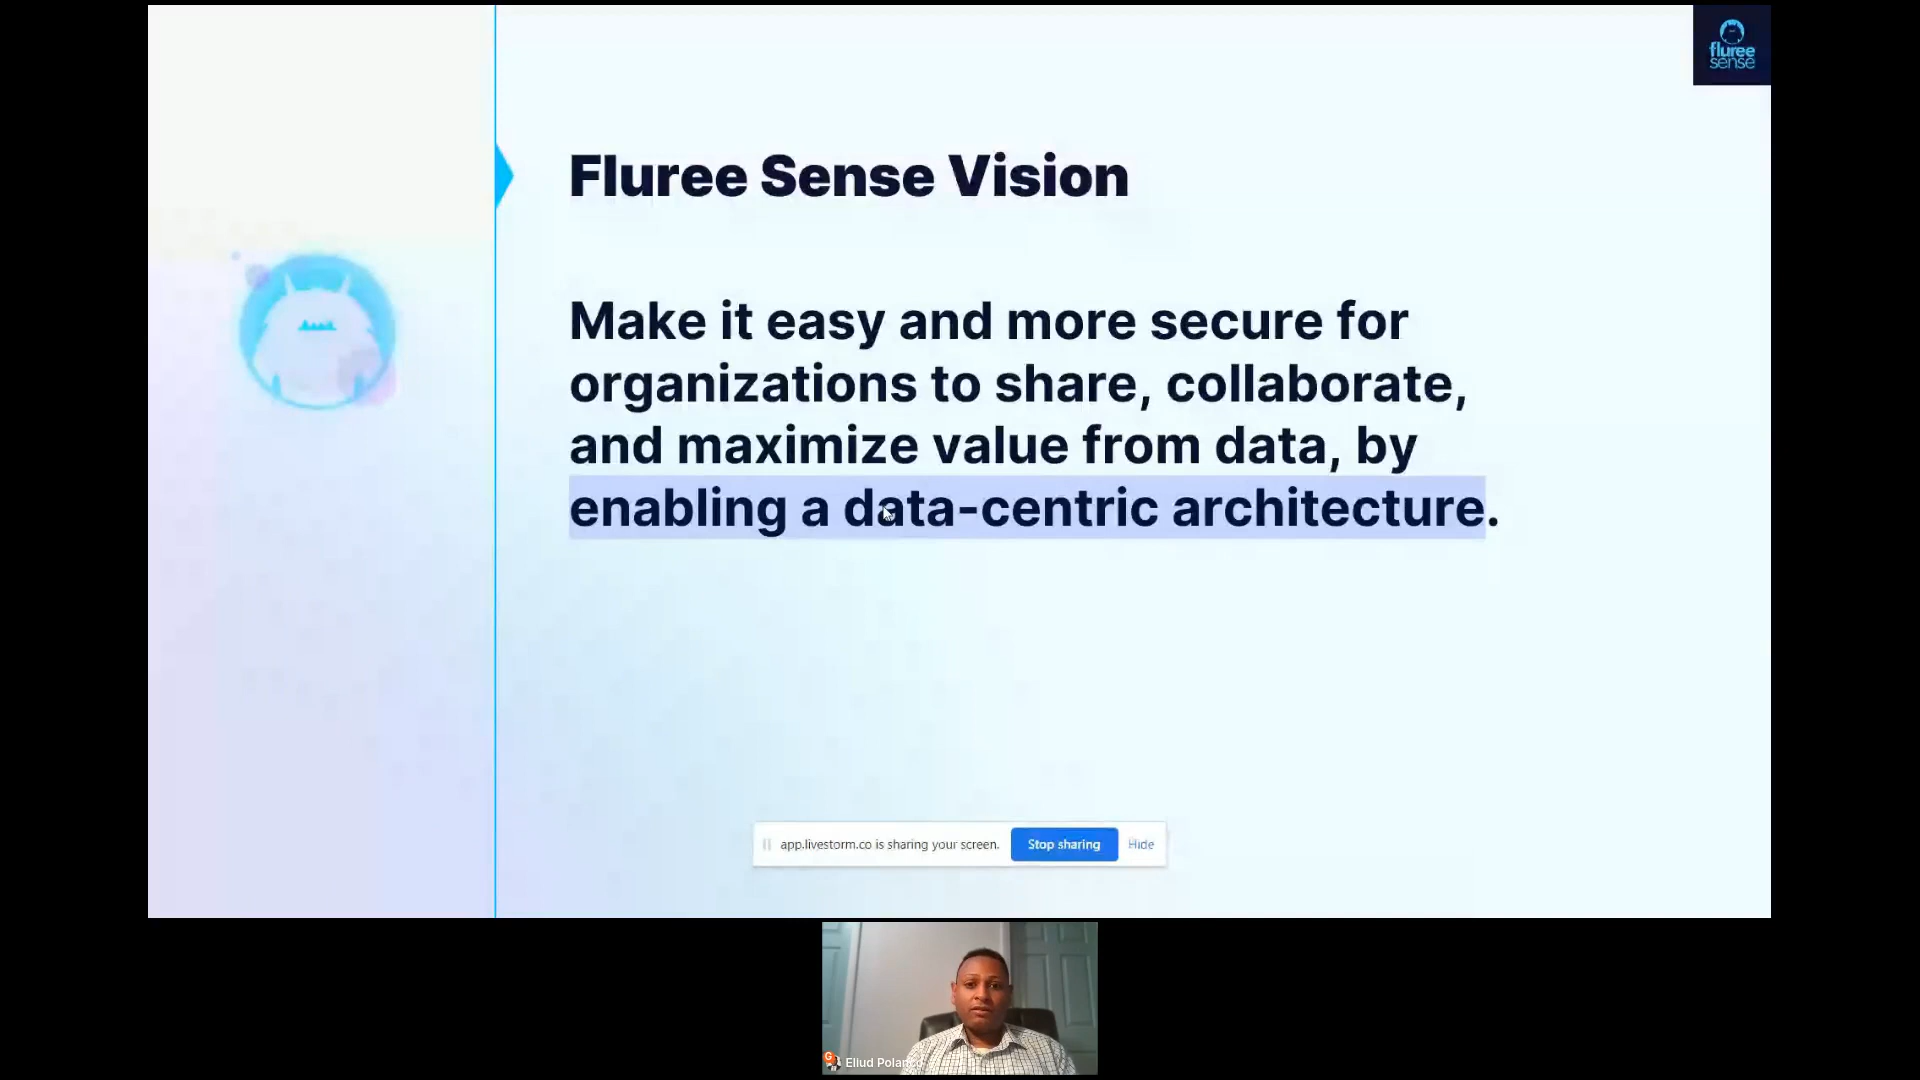 fluree
sense
Fluree Sense Vision
Make it easy and more secure for
organizations to share, collaborate,
and maximize value from data, by
enabling a data-centric architecture.
app.livestorm.co is sharing your screen.
Stop sharing
Hide
G
Eliud